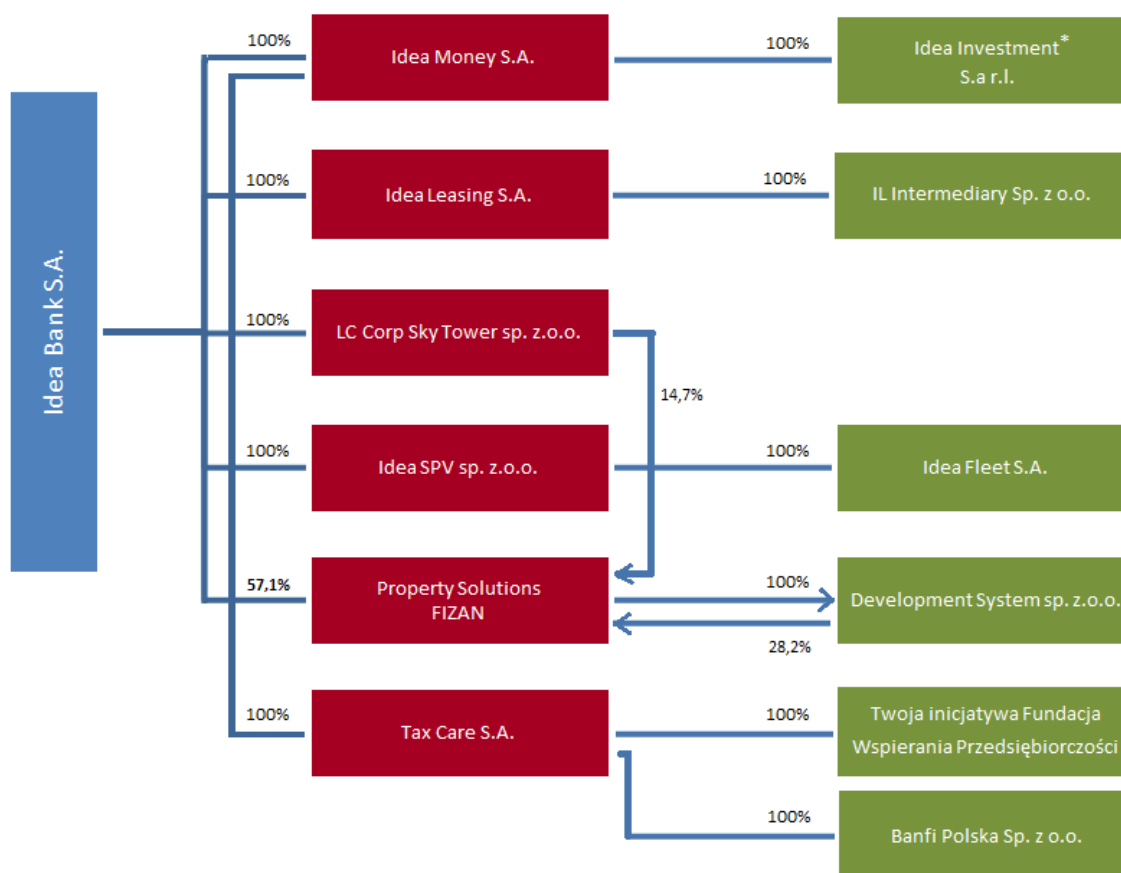 Idea Bank S.A.
100%
Idea Money S.A.
100%
Idea Investment*
S.a r.l.
100%
Idea Leasing S.A.
100%
IL Intermediary Sp. z o.o.
100%
LC Corp Sky Tower sp. z.o.o.
14,7%
100%
Idea SPV sp. z.o.o.
100%
Idea Fleet S.A.
57,1%
Property Solutions
FIZAN
100%
28,2%
Development System sp. z.o.o.
100%
Tax Care S.A.
100%
Twoja inicjatywa Fundacja
Wspierania Przedsiębiorczości
100%
Banfi Polska Sp. z o.o.